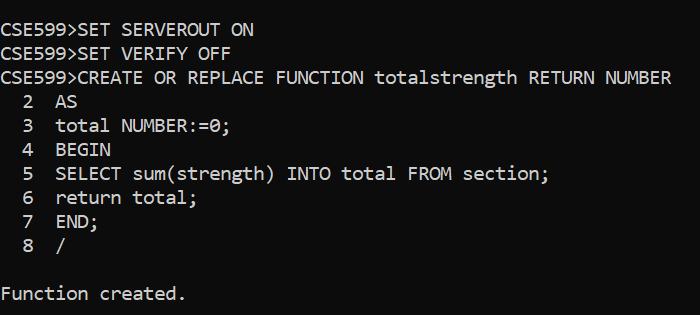 CSE599>SET SERVEROUT ON
CSE599>SET VERIFY OFF
CSE599>CREATE OR REPLACE FUNCTION totalstrength RETURN NUMBER
  2  AS
  3  total NUMBER:=0;
  4  BEGIN
  5  SELECT sum(strength) INTO total FROM section;
  6  return total;
  7  END;
  8  /
Function created.